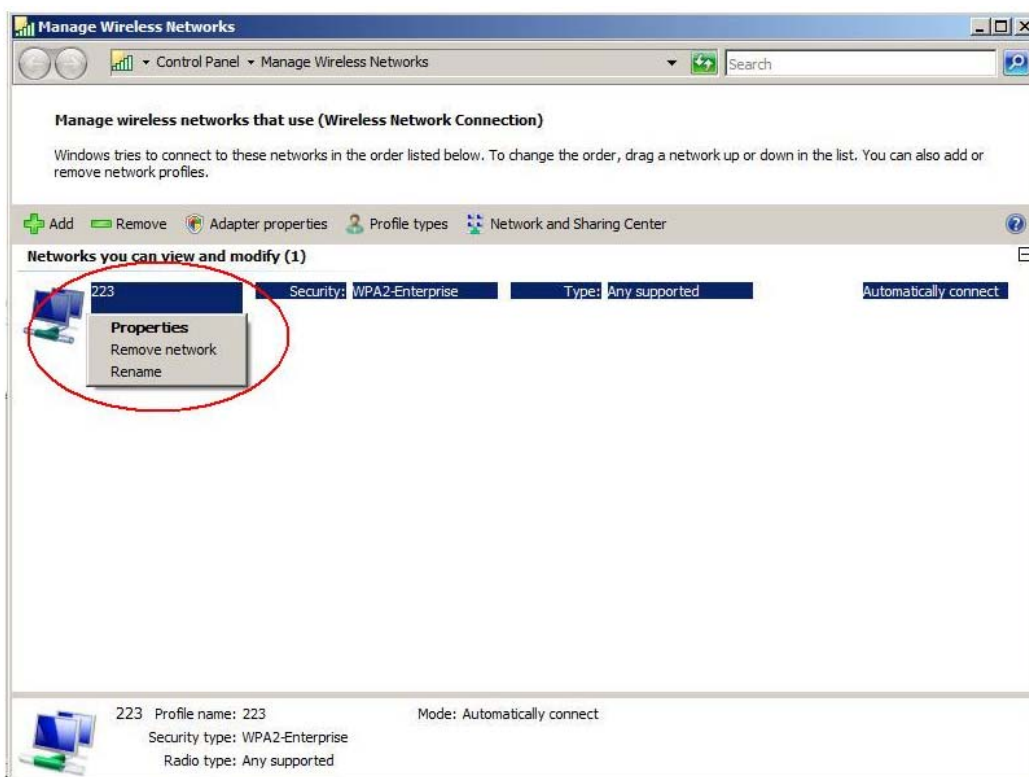 Manage Wireless Networks
Control Panel Manage Wireless Networks Search
Manage wireless networks that use (Wireless Network Connection)
Windows tries to connect to these networks in the order listed below. To change the order, drag a network up or down in the list. You can also add or
remove network profiles.
Add Remove Adapter properties Profile types Network and Sharing Center
Networks you can view and modify (1)
223 Security: WPA2-Enterprise Type: Any supported Automatically connect
Properties
Remove network
Rename
223 Profile name: 223 Mode: Automatically connect
Security type: WPA2-Enterprise
Radio type: Any supported